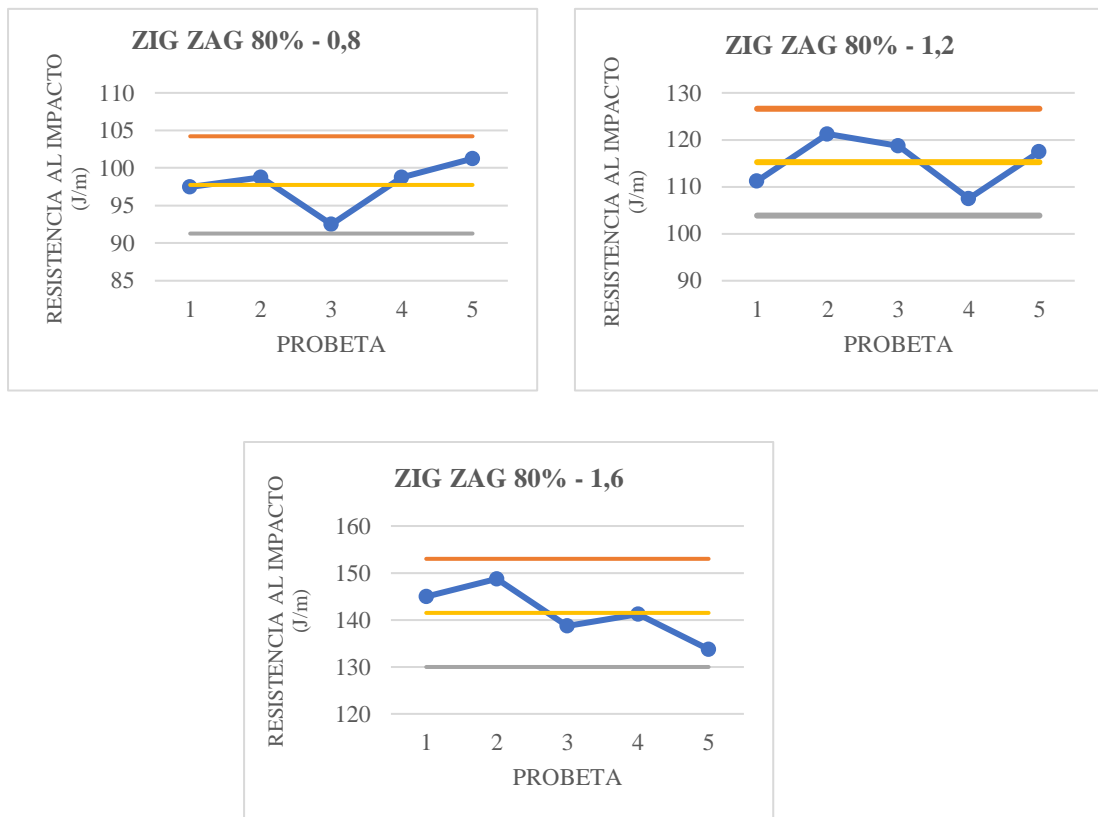 ZIG ZAG 80% - 0,8
RESISTENCIA AL IMPACTO
(J/m)
110
105
100
95
90
85
1 2 3 4 5
PROBETA
ZIG ZAG 80% - 1,2
RESISTENCIA AL IMPACTO
(J/m)
130
120
110
100
90
1 2 3 4 5
PROBETA
ZIG ZAG 80% - 1,6
RESISTENCIA AL IMPACTO
(J/m)
160
150
140
130
120
1 2 3 4 5
PROBETA